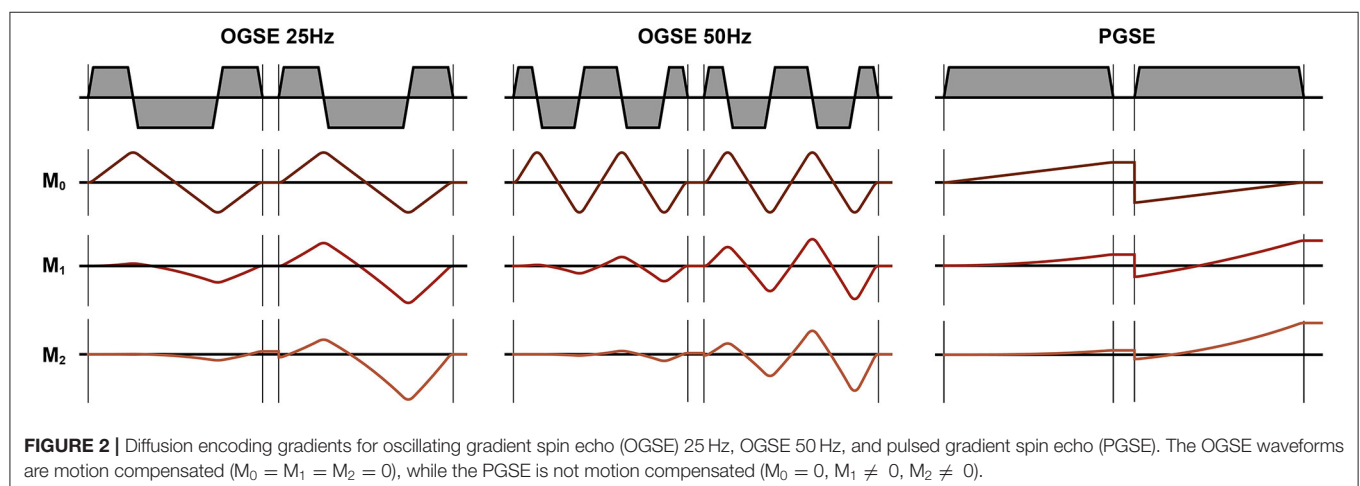 OGSE 25Hz OGSE 50Hz PGSE
M₀
M₁
M₂
FIGURE 2 | Diffusion encoding gradients for oscillating gradient spin echo (OGSE) 25 Hz, OGSE 50 Hz, and pulsed gradient spin echo (PGSE). The OGSE waveforms
are motion compensated (M₀ = M₁ = M₂ = 0), while the PGSE is not motion compensated (M₀ = 0, M₁ ≠ 0, M₂ ≠ 0).